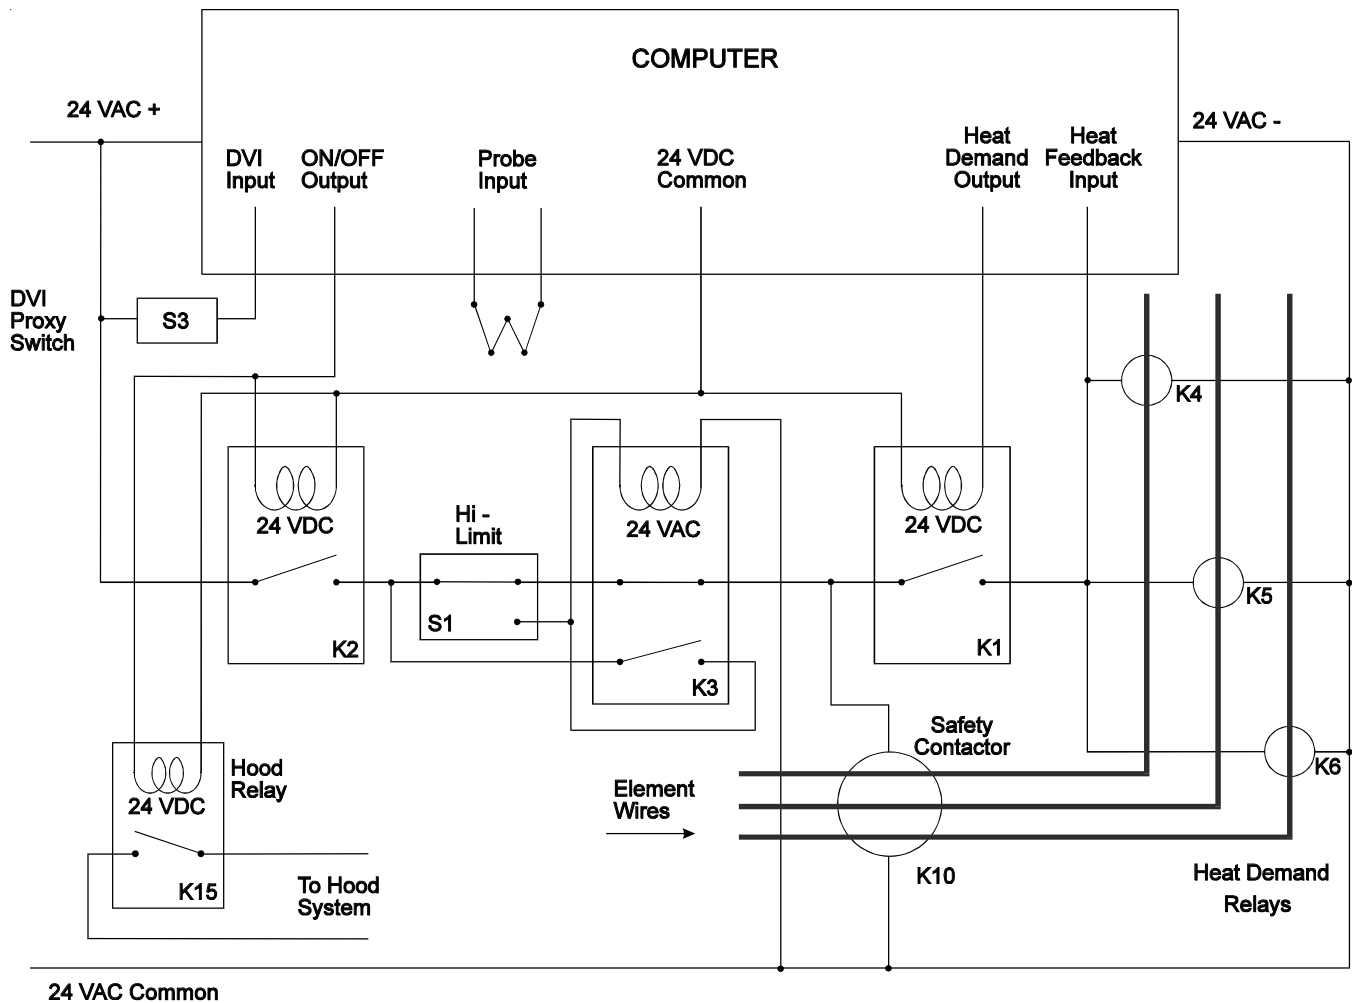 COMPUTER
24 VAC +
24 VAC -
DVI
Input
ON/OFF
Output
Probe
Input
24 VDC
Common
Heat
Demand
Output
Heat
Feedback
Input
DVI
Proxy
Switch
S3
K4
24 VDC
K2
Hi -
Limit
S1
24 VAC
K3
24 VDC
K1
K5
Safety
Contactor
K6
Hood
Relay
24 VDC
K15
Element
Wires
K10
To Hood
System
Heat Demand
Relays
24 VAC Common